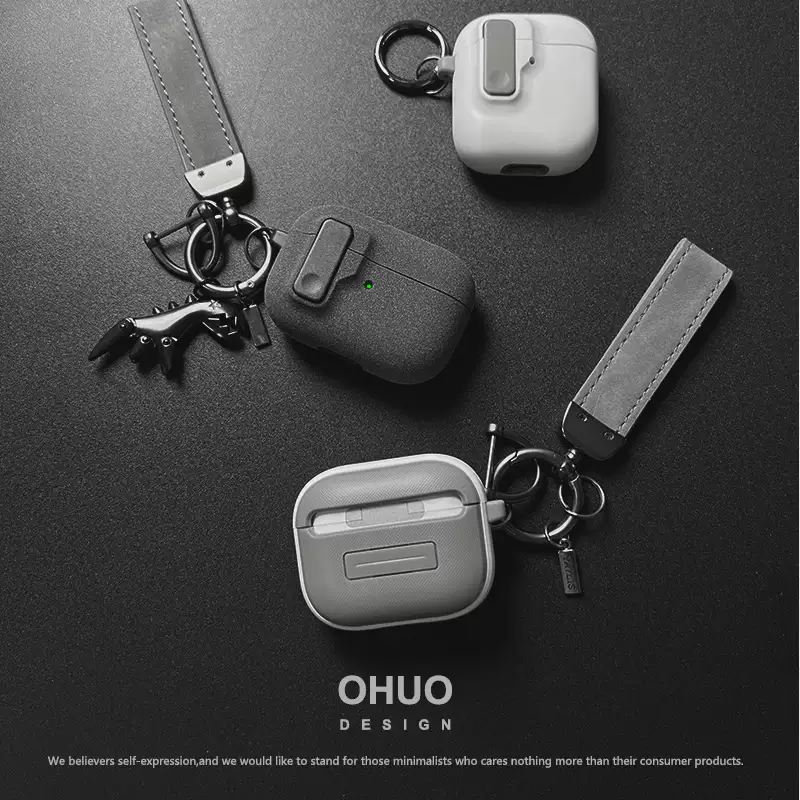 OHUO
DESIGN
We believers self-expression,and we would like to stand for those minimalists who cares nothing more than their consumer products.